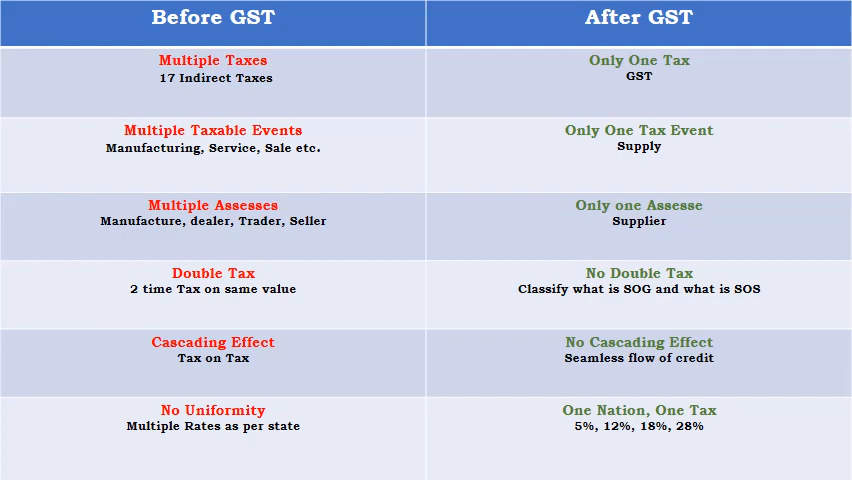 Before GST
After GST
Multiple Taxes
17 Indirect Taxes
Only One Tax
GST
Multiple Taxable Events
Manufacturing, Service, Sale etc.
Only One Tax Event
Supply
Multiple Assesses
Manufacture, dealer, Trader, Seller
Only one Assesse
Supplier
Double Tax
2 time Tax on same value
No Double Tax
Classify what is SOG and what is SOS
Cascading Effect
Tax on Tax
No Cascading Effect
Seamless flow of credit
No Uniformity
Multiple Rates as per state
One Nation, One Tax
5%, 12%, 18%, 28%